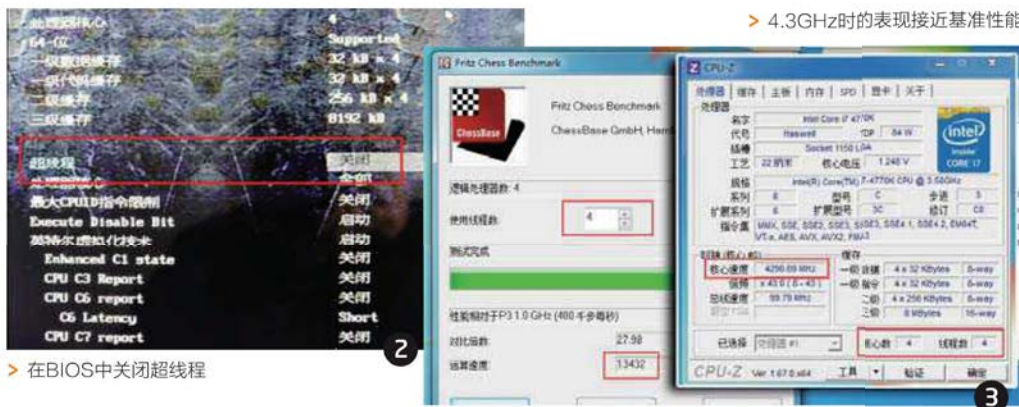 > 4.3GHz时的表现接近基准性能
处理器核心 4
64-位 Supported
一级数据缓存 32 kB x 4
一级代码缓存 32 kB x 4
二级缓存 256 kB x 4
三级缓存 8192 kB
超线程 关闭
处理器核心 全部
最大CPUID指令限制 关闭
Execute Disable Bit 启动
英特尔虚拟化技术 启动
Enhanced C1 state 关闭
CPU C3 Report 关闭
CPU C6 report 关闭
C6 Latency Short
CPU C7 report 关闭
2
> 在BIOS中关闭超线程
Fritz Chess Benchmark
ChessBase
Fritz Chess Benchmark
ChessBase GmbH, Ham
逻辑处理器数: 4
使用线程数: 4
测试完成
性能相对于P3 1.0 GHz (480 千步每秒)
对比倍数: 27.98
运算速度: 13432
CPU-Z
处理器 缓存 主板 内存 SPD 显卡 关于
处理器
名字 Intel Core i7 4770K
代号 Haswell TDP 84 W
插槽 Socket 1150 LGA
工艺 22 纳米 核心电压 1.248 V
规格 Intel(R) Core(TM) i7-4770K CPU @ 3.50GHz
系列 6 型号 C 步进 3
扩展系列 6 扩展型号 3C 修订 C0
指令集 MMX, SSE, SSE2, SSE3, SSSE3, SSE4.1, SSE4.2, EM64T,
VT-x, AES, AVX, AVX2, FMA3
(intel)
inside
CORE i7
时钟 (核心 #0) 缓存
核心速度 MHz 一级 数据 4 x 32 KBytes 8-way
倍频 x 43.0 ( 8 - 43 ) 一级 指令 4 x 32 KBytes 8-way
总线速度 99.79 MHz 二级 4 x 256 KBytes 8-way
三级 8 MBytes 16-way
已选择 处理器 #1 核心数 4 线程数 4
CPU-Z Ver 1.67.0.x64 工具 验证 确定
3